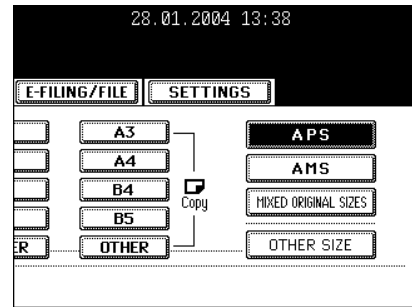 28.01.2004 13:38
E-FILING/FILE SETTINGS
A3 APS
A4 AMS
B4 Copy MIXED ORIGINAL SIZES
B5
ER OTHER OTHER SIZE